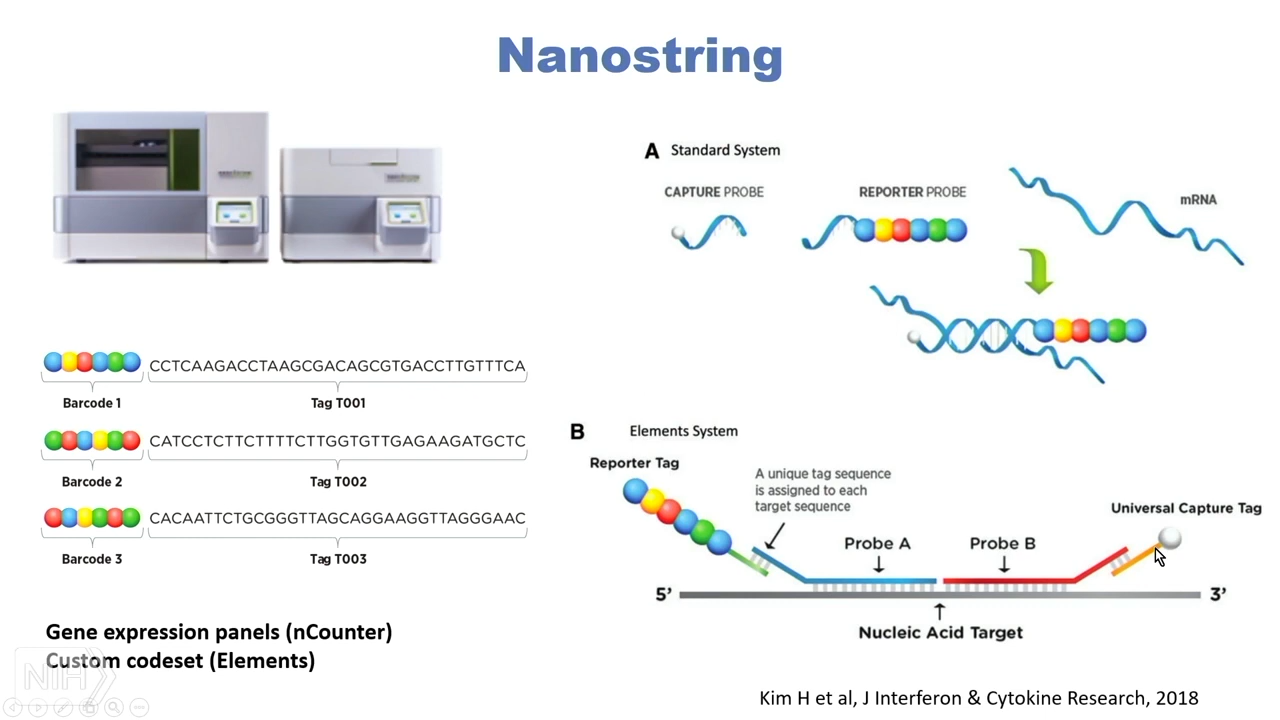 Nanostring
A Standard System
CAPTURE PROBE
REPORTER PROBE
mRNA
CCTCAAGACCTAAGCGACAGCGTGACCTTGTTTCA
Barcode 1
Tag T001
CATCCTCTTCTTTTCTTGGTGTTGAGAAGATGCTC
Barcode 2
Tag T002
CACAATTCTGCGGGTTAGCAGGAAGGTTAGGGAAC
Barcode 3
Tag T003
B Elements System
Reporter Tag
A unique tag sequence
is assigned to each
target sequence
Universal Capture Tag
Probe A
Probe B
5’
3’
Nucleic Acid Target
Gene expression panels (nCounter)
Custom codeset (Elements)
NIH
Kim H et al, J Interferon & Cytokine Research, 2018